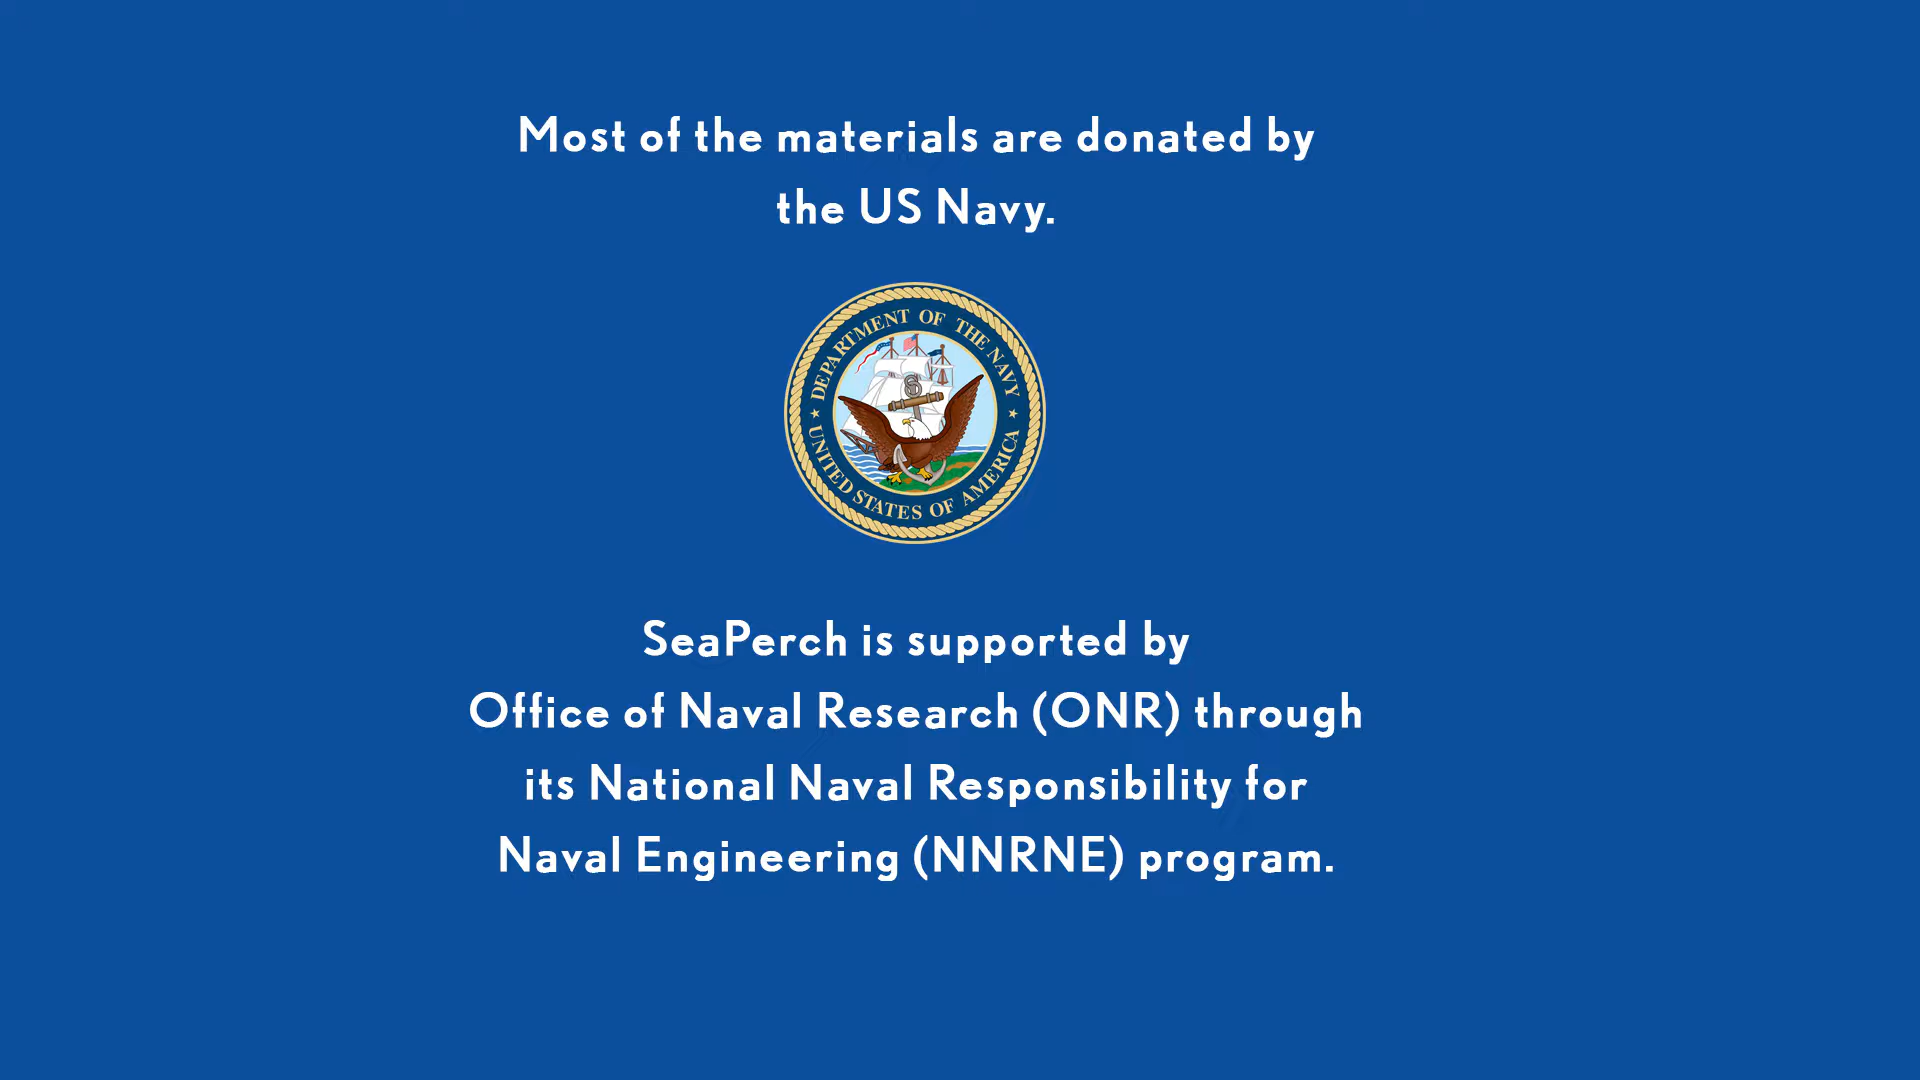 Most of the materials are donated by
the US Navy.
DEPARTMENT OF THE NAVY
UNITED STATES OF AMERICA
SeaPerch is supported by
Office of Naval Research (ONR) through
its National Naval Responsibility for
Naval Engineering (NNRNE) program.